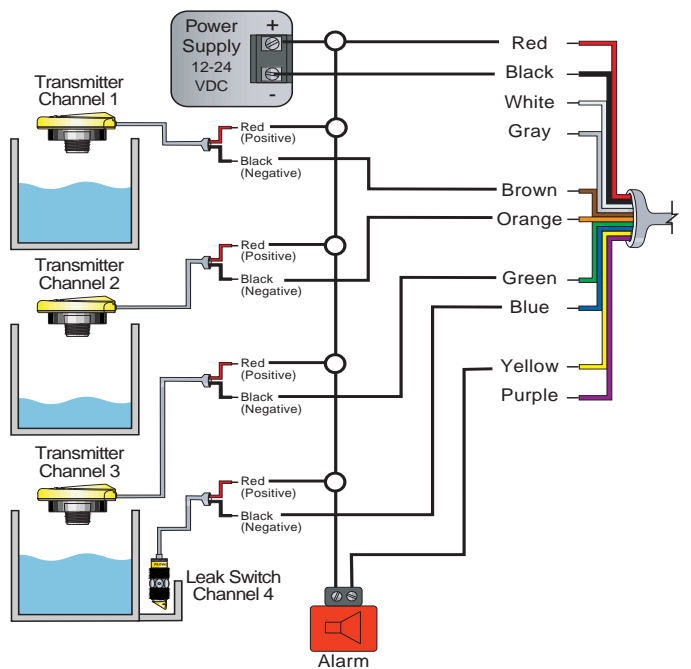 Power
Supply
12-24
VDC
+
-
Red
Black
White
Gray
Brown
Orange
Green
Blue
Yellow
Purple
Transmitter
Channel 1
Red
(Positive)
Black
(Negative)
Transmitter
Channel 2
Red
(Positive)
Black
(Negative)
Transmitter
Channel 3
Red
(Positive)
Black
(Negative)
Leak Switch
Channel 4
Red
(Positive)
Black
(Negative)
Alarm